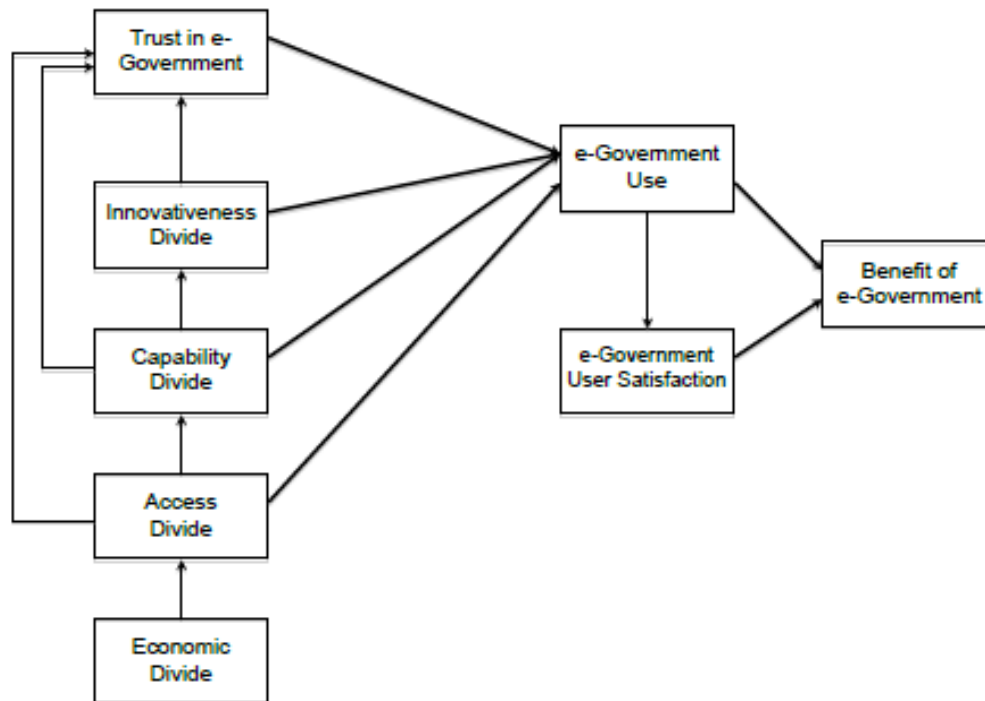 Trust in e-
Government
Innovativeness
Divide
Capability
Divide
Access
Divide
Economic
Divide
e-Government
Use
e-Government
User Satisfaction
Benefit of
e-Government